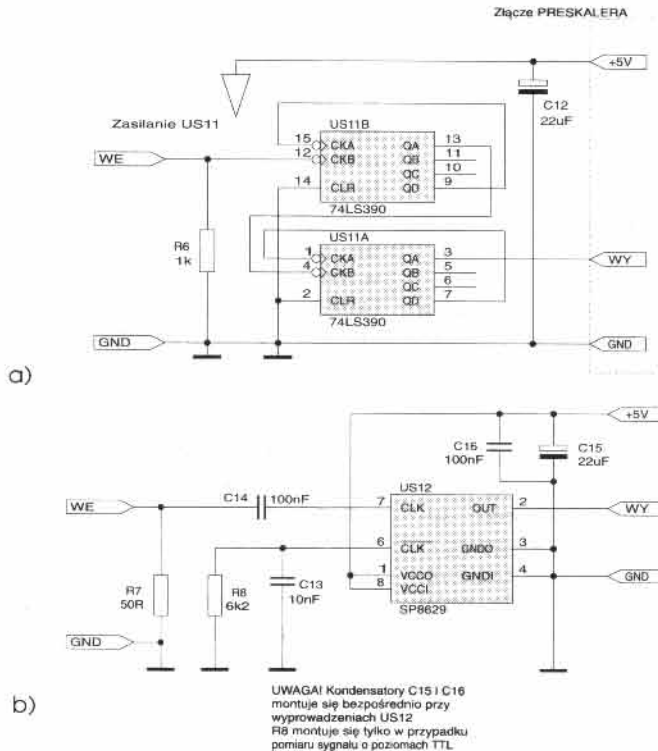 Złącze PRESKALERA
+5V
C12
22uF
Zasilanie US11
US11B
15 CKA QA 13
WE
12 CKB QB 11
QC 10
14 CLR QD 9
74LS390
US11A
R6
1k
1 CKA QA 3
WY
4 CKB QB 5
QC 6
2 CLR QD 7
74LS390
GND
GND
a)
+5V
C16
100nF
C15
22uF
US12
C14
100nF
WE
7 CLK OUT 2
WY
6 CLK GNDO 3
R7
50R
R8
6k2
C13
10nF
1 VCCO GNDI 4
GND
8 VCCI
SP8629
GND
b)
UWAGA! Kondensatory C15 i C16
montuje się bezpośrednio przy
wyprowadzeniach US12
R8 montuje się tylko w przypadku
pomiaru sygnału o poziomach TTL